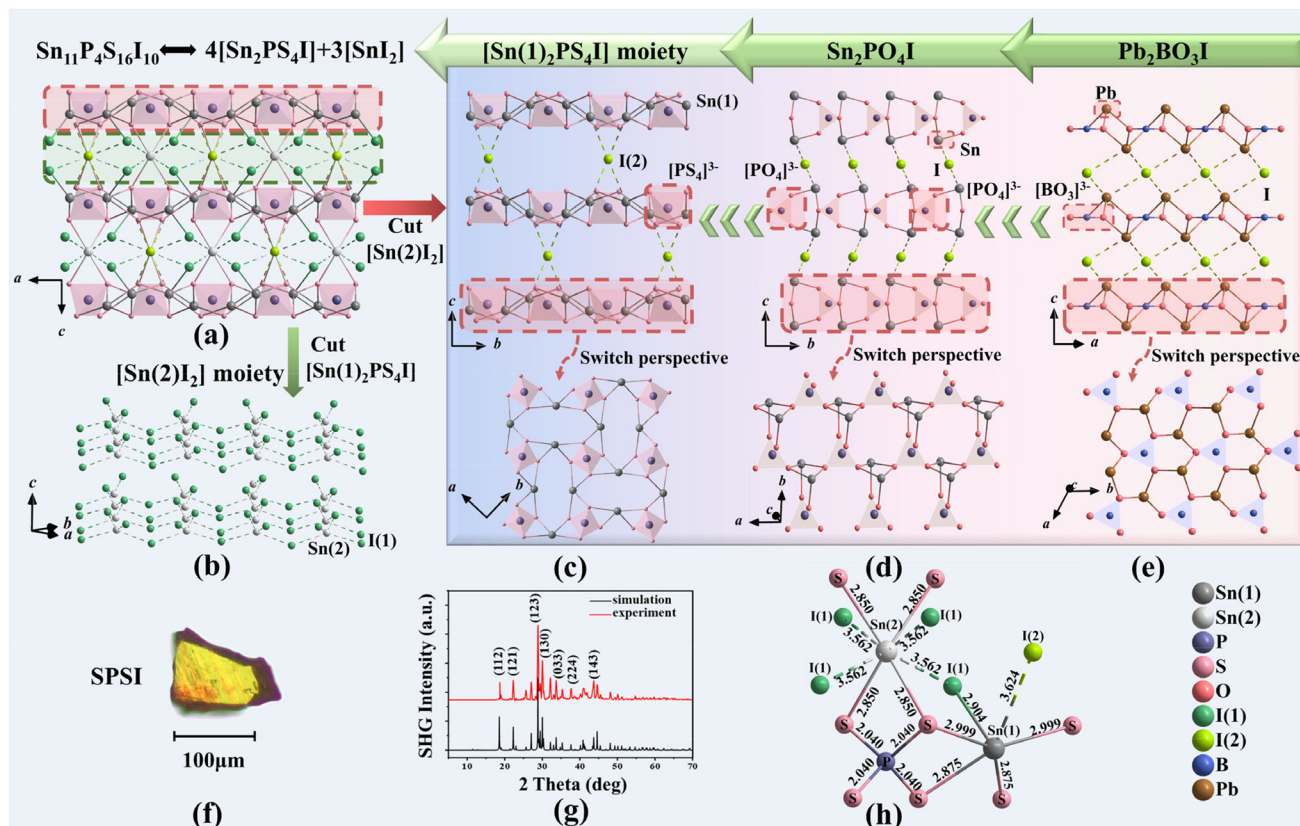 Sn₁₁P₄S₁₆I₁₀ ⟷ 4[Sn₂PS₄I]+3[SnI₂]
[Sn(1)₂PS₄I] moiety
Sn₂PO₄I
Pb₂BO₃I
a
c
(a)
Cut
[Sn(2)I₂]
Cut
[Sn(1)₂PS₄I]
[Sn(2)I₂] moiety
c
b
a
Sn(2)
I(1)
(b)
Sn(1)
I(2)
[PS₄]³⁻
c
b
Switch perspective
a
b
(c)
Sn
I
[PO₄]³⁻
[PO₄]³⁻
c
b
Switch perspective
b
c
a
(d)
Pb
I
[BO₃]³⁻
c
a
Switch perspective
c
b
a
(e)
SPSI
100μm
(f)
SHG Intensity (a.u.)
simulation
experiment
(112)
(121)
(123)
(130)
(033)
(224)
(143)
10
20
30
40
50
60
70
2 Theta (deg)
(g)
S
S
2.850
2.850
I(1)
Sn(2)
I(1)
3.562
3.562
I(2)
I(1)
3.562
3.562
I(1)
3.624
2.850
2.850
2.904
Sn(1)
S
S
2.999
2.999
S
2.040
2.040
P
2.040
2.040
2.875
2.875
S
S
S
(h)
Sn(1)
Sn(2)
P
S
O
I(1)
I(2)
B
Pb